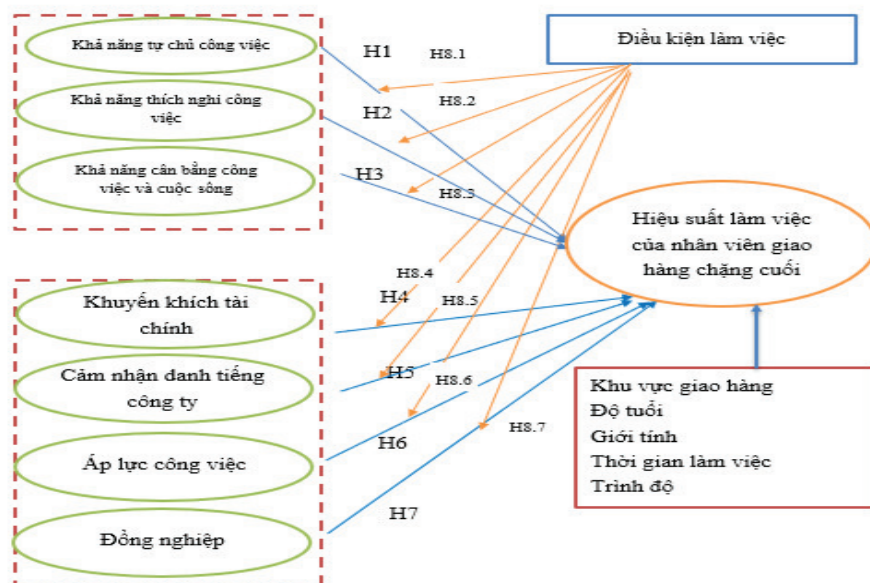 Khả năng tự chủ công việc
Khả năng thích nghi công
việc
Khả năng cân bằng công
việc và cuộc sống
H1
H2
H3
H8.1
H8.2
H8.3
Điều kiện làm việc
Hiệu suất làm việc
của nhân viên giao
hàng chặng cuối
Khuyến khích tài
chính
Cảm nhận danh tiếng
công ty
Áp lực công việc
Đồng nghiệp
H8.4
H4
H8.5
H5
H8.6
H6
H8.7
H7
Khu vực giao hàng
Độ tuổi
Giới tính
Thời gian làm việc
Trình độ